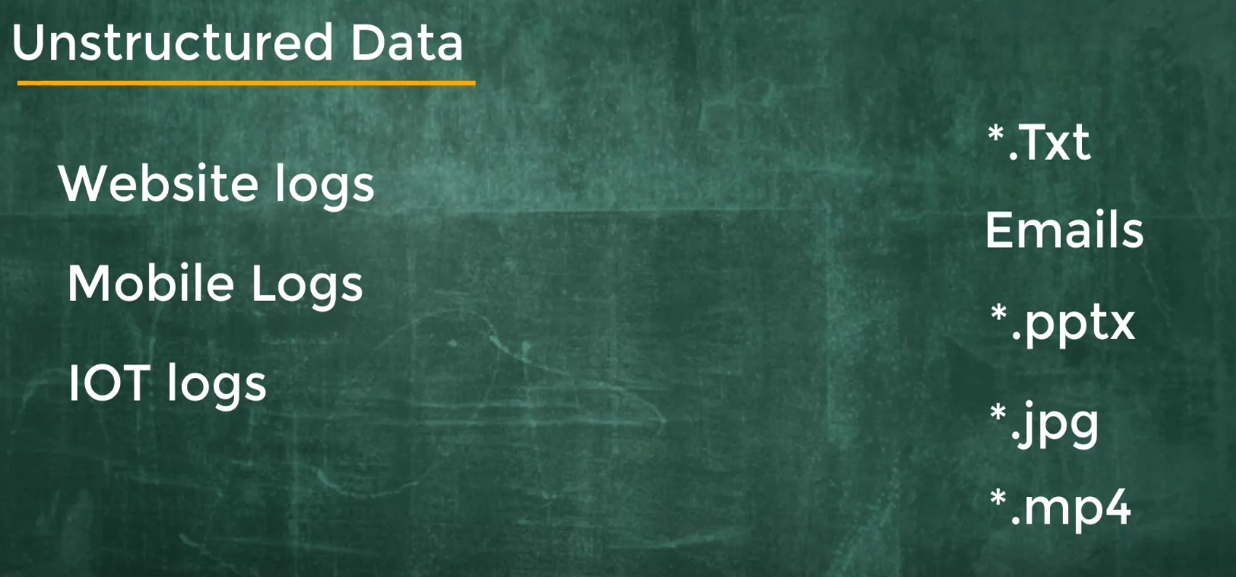 Unstructured Data
Website logs
Mobile Logs
IOT logs
*.Txt
Emails
*.pptx
*.jpg
*.mp4